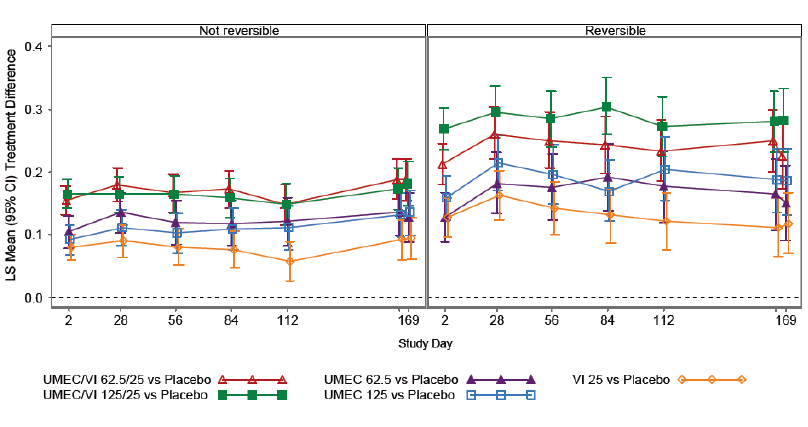 Not reversible Reversible
LS Mean (95% CI) Treatment Difference
0.4
0.3
0.2
0.1
0.0
2 28 56 84 112 169 2 28 56 84 112 169
Study Day
UMEC/VI 62.5/25 vs Placebo UMEC 62.5 vs Placebo VI 25 vs Placebo
UMEC/VI 125/25 vs Placebo UMEC 125 vs Placebo